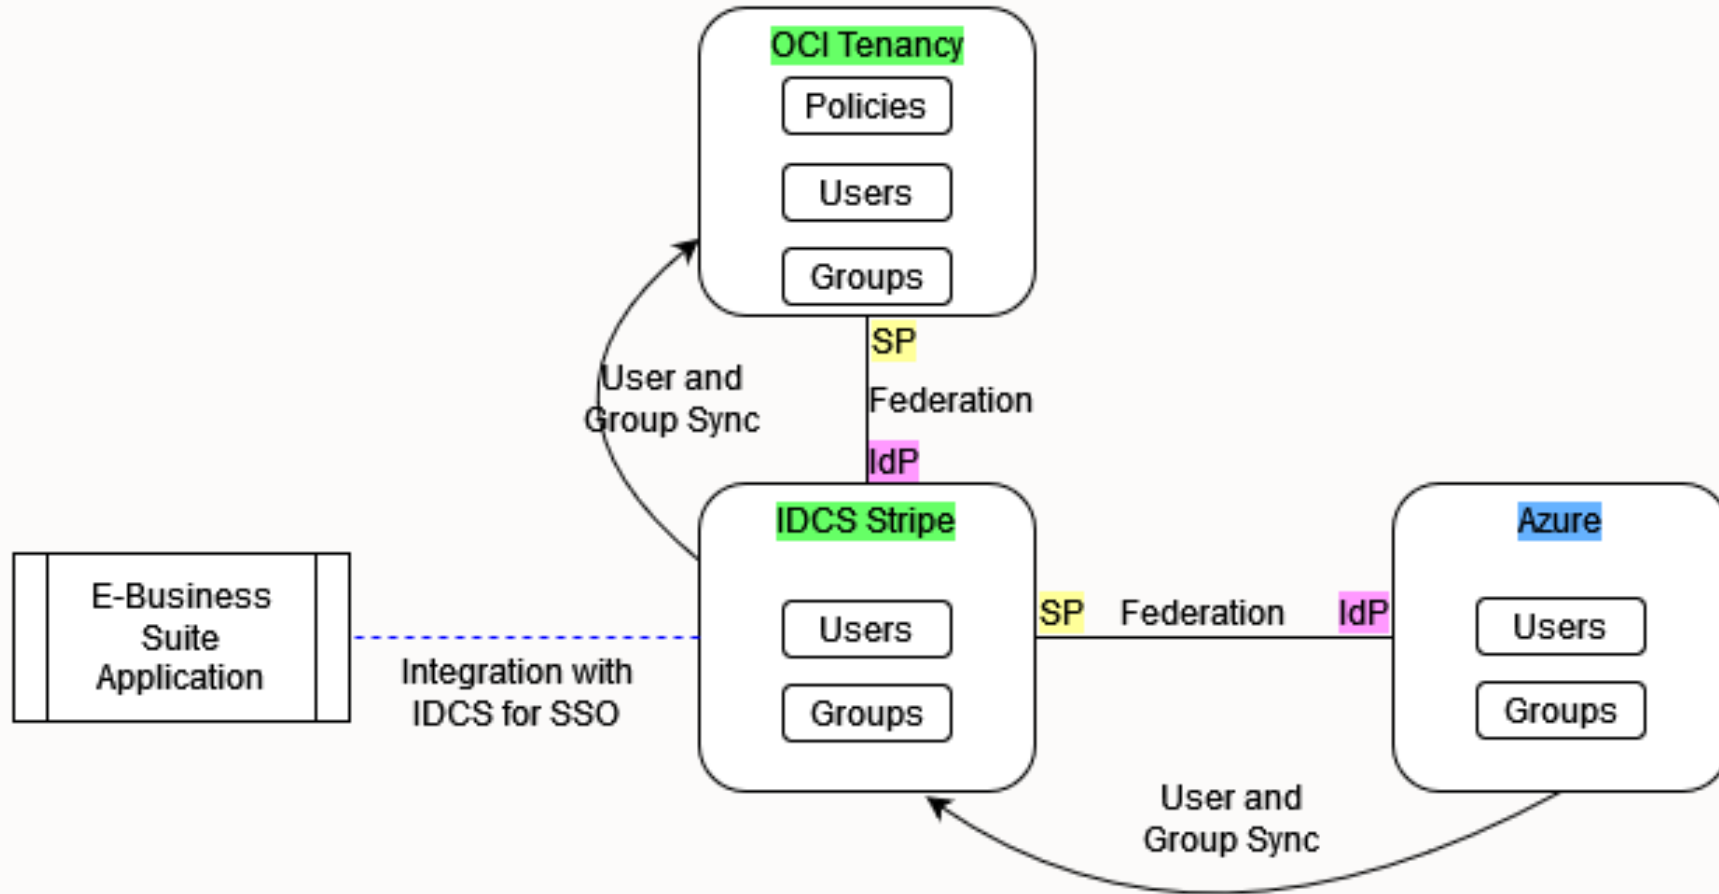 OCI Tenancy
Policies
Users
Groups
SP
User and
Group Sync
Federation
IdP
IDCS Stripe
Users
Groups
E-Business
Suite
Application
Integration with
IDCS for SSO
SP
Federation
IdP
Azure
Users
Groups
User and
Group Sync